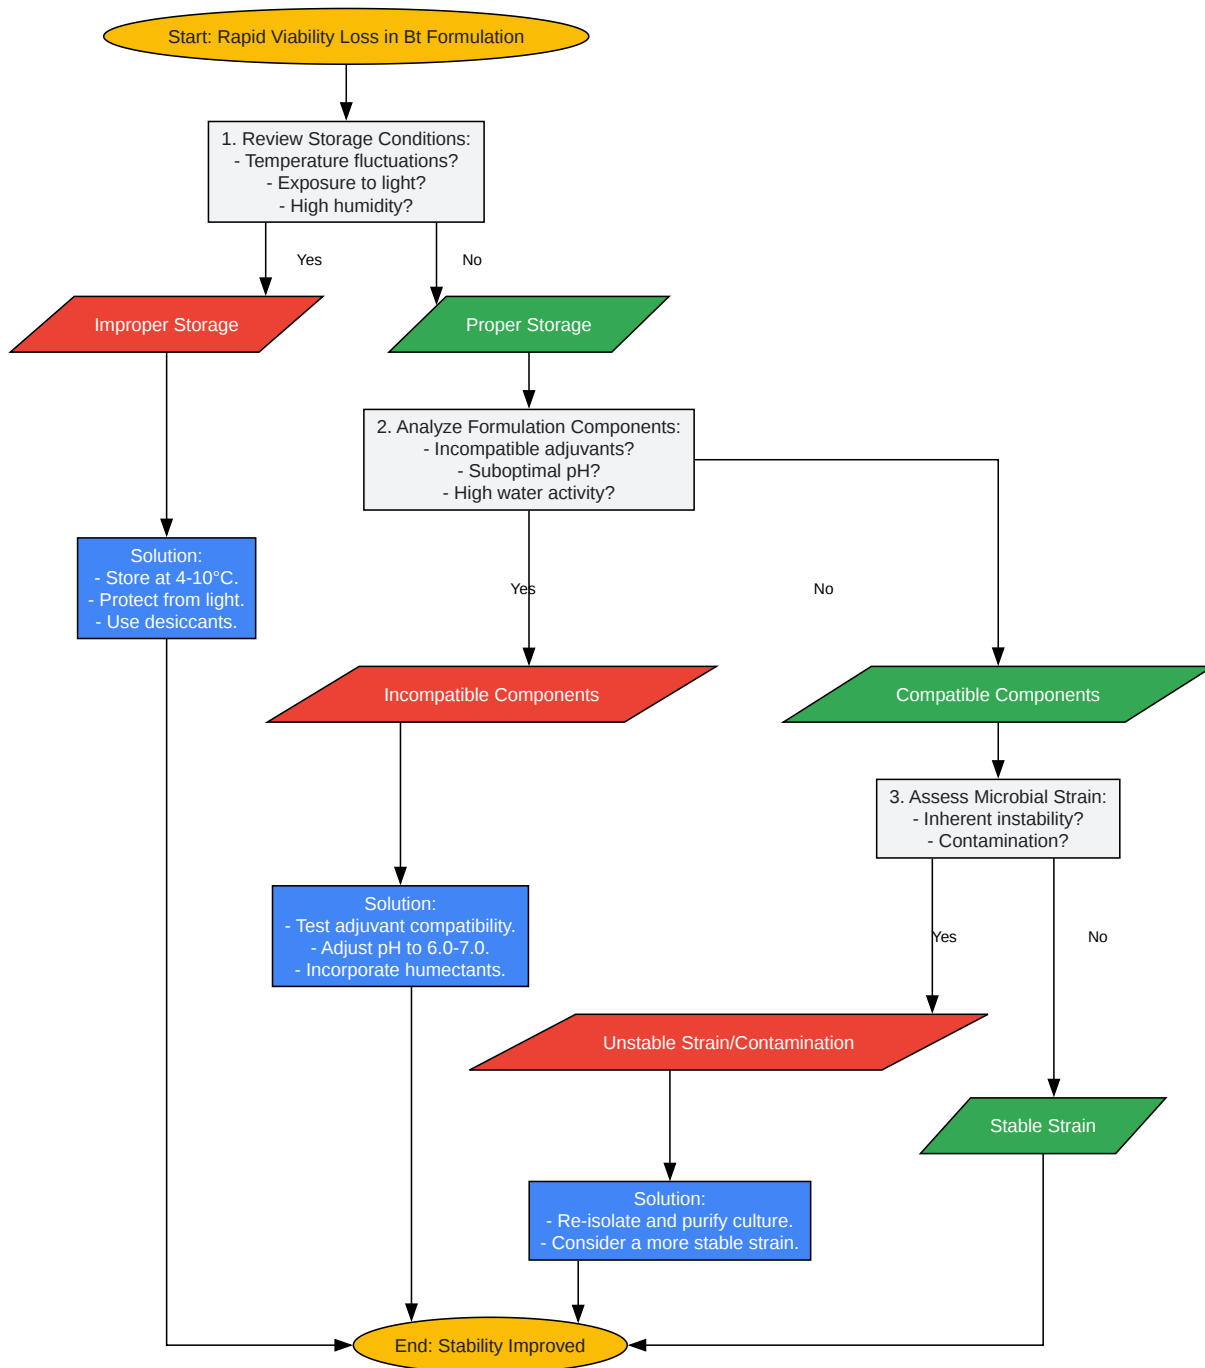 Start: Rapid Viability Loss in Bt Formulation
1. Review Storage Conditions:
- Temperature fluctuations?
- Exposure to light?
- High humidity?
Yes
No
Improper Storage
Proper Storage
2. Analyze Formulation Components:
- Incompatible adjuvants?
- Suboptimal pH?
- High water activity?
Solution:
- Store at 4-10°C.
- Protect from light.
- Use desiccants.
Yes
No
Incompatible Components
Compatible Components
3. Assess Microbial Strain:
- Inherent instability?
- Contamination?
Solution:
- Test adjuvant compatibility.
- Adjust pH to 6.0-7.0.
- Incorporate humectants.
Yes
No
Unstable Strain/Contamination
Stable Strain
Solution:
- Re-isolate and purify culture.
- Consider a more stable strain.
End: Stability Improved